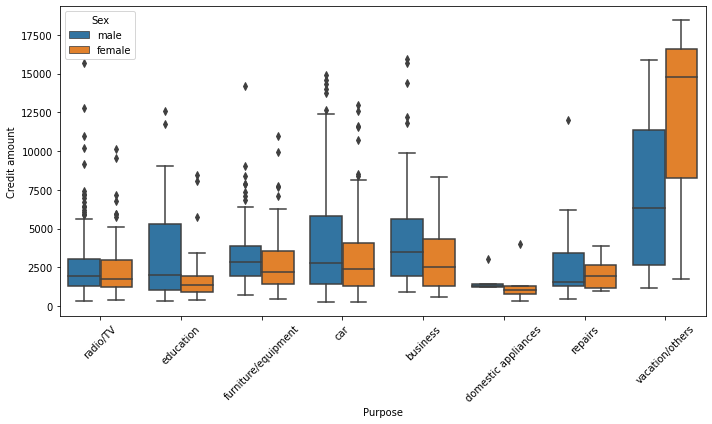 Sex
male
female
17500
15000
12500
10000
7500
5000
2500
0
Credit amount
radio/TV
education
furniture/equipment
car
business
domestic appliances
repairs
vacation/others
Purpose